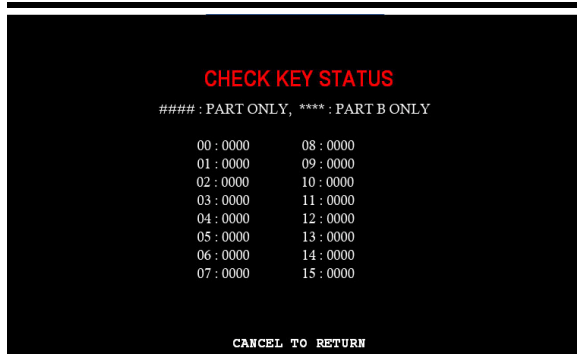 CHECK KEY STATUS
#### : PART ONLY, **** : PART B ONLY
00 : 0000 08 : 0000
01 : 0000 09 : 0000
02 : 0000 10 : 0000
03 : 0000 11 : 0000
04 : 0000 12 : 0000
05 : 0000 13 : 0000
06 : 0000 14 : 0000
07 : 0000 15 : 0000
CANCEL TO RETURN